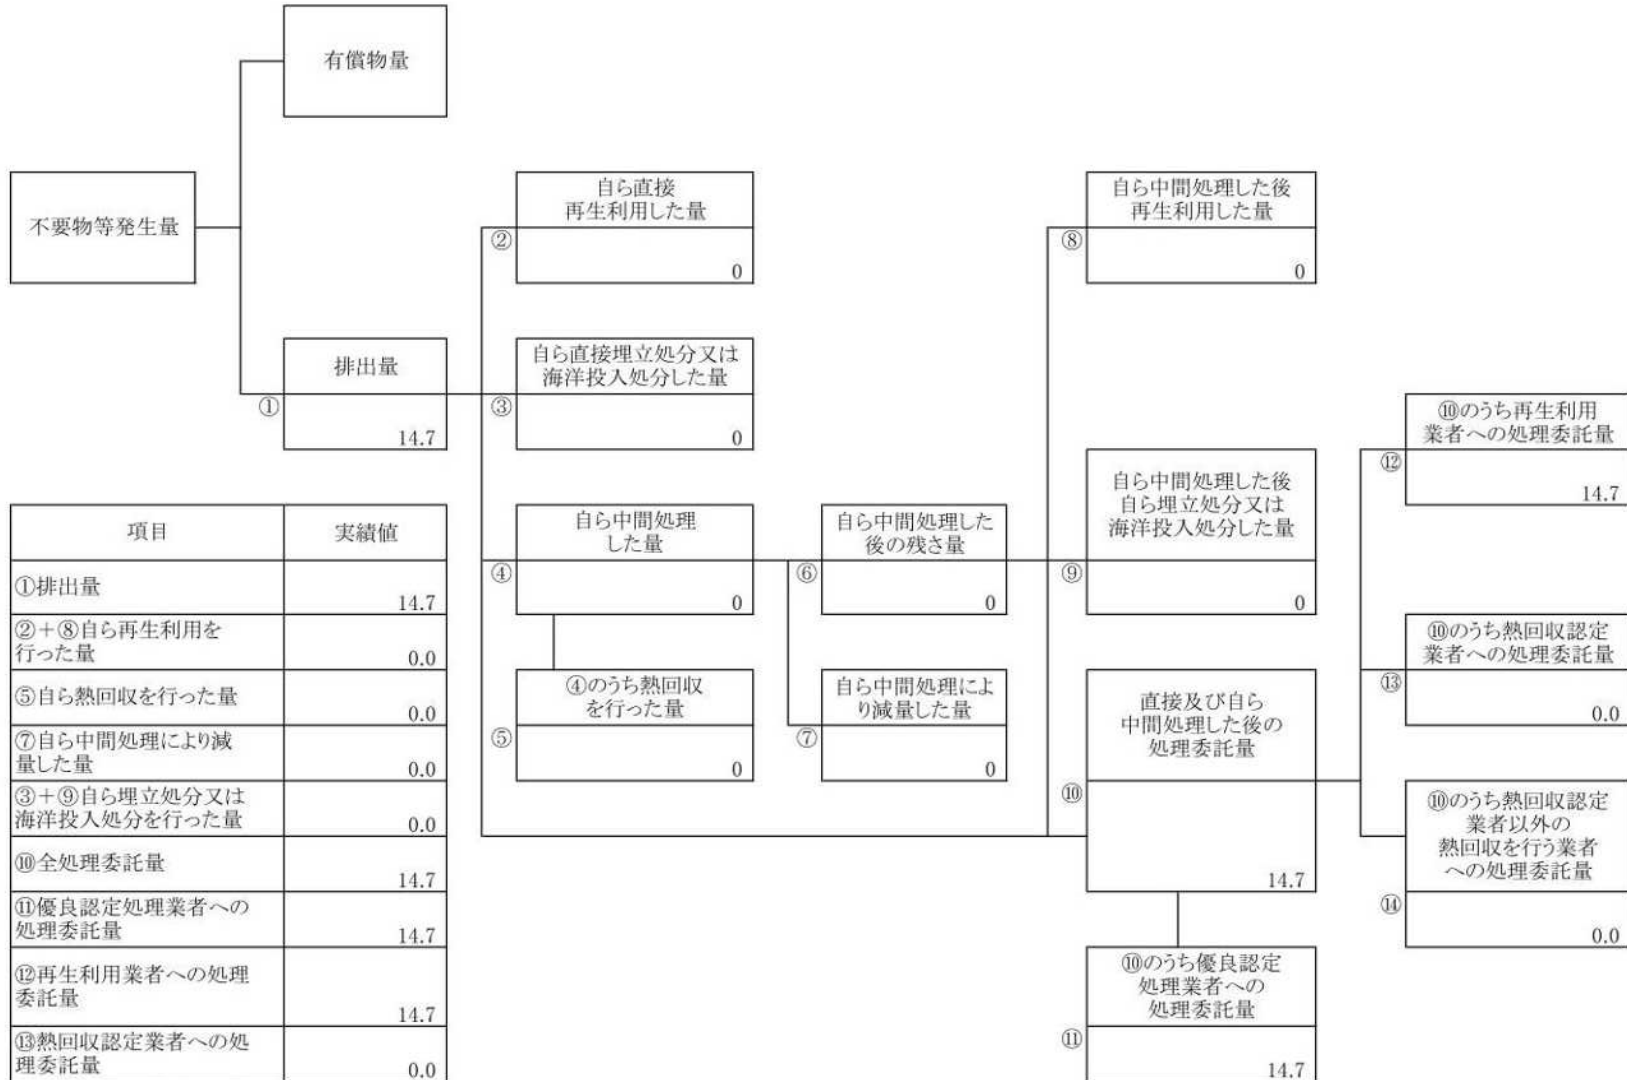 有償物量
不要物等発生量
自ら直接
再生利用した量
②
0
自ら中間処理した後
再生利用した量
⑧
0
排出量
①
14.7
自ら直接埋立処分又は
海洋投入処分した量
③
0
⑩のうち再生利用
業者への処理委託量
⑫
14.7
自ら中間処理した後
自ら埋立処分又は
海洋投入処分した量
⑨
0
自ら中間処理
した量
④
0
自ら中間処理した
後の残さ量
⑥
0
④のうち熱回収
を行った量
⑤
0
自ら中間処理によ
り減量した量
⑦
0
直接及び自ら
中間処理した後の
処理委託量
⑩
14.7
⑩のうち熱回収認定
業者への処理委託量
⑬
0.0
⑩のうち熱回収認定
業者以外の
熱回収を行う業者
への処理委託量
⑭
0.0
⑩のうち優良認定
処理業者への
処理委託量
⑪
14.7
項目 実績値
①排出量
14.7
②＋⑧自ら再生利用を
行った量
0.0
⑤自ら熱回収を行った量
0.0
⑦自ら中間処理により減
量した量
0.0
③＋⑨自ら埋立処分又は
海洋投入処分を行った量
0.0
⑩全処理委託量
14.7
⑪優良認定処理業者への
処理委託量
14.7
⑫再生利用業者への処理
委託量
14.7
⑬熱回収認定業者への処
理委託量
0.0